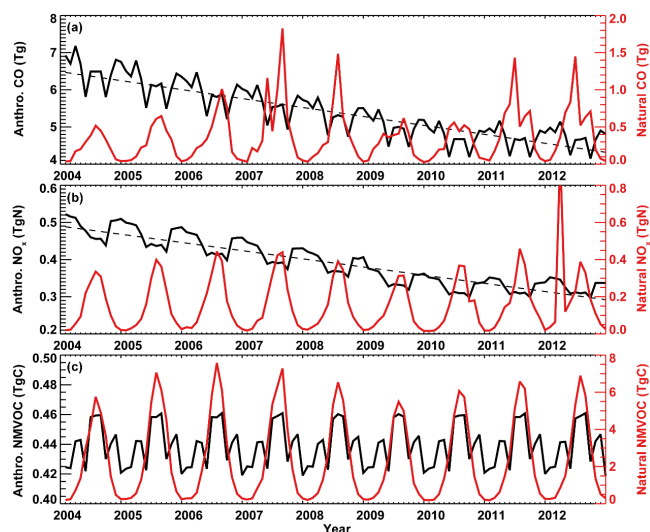 (a)
8
7
6
5
4
Anthro. CO (Tg)
2.0
1.5
1.0
0.5
0.0
Natural CO (Tg)
2004 2005 2006 2007 2008 2009 2010 2011 2012
(b)
0.6
0.5
0.4
0.3
0.2
Anthro. NOx (TgN)
0.8
0.6
0.4
0.2
0.0
Natural NOx (TgN)
2004 2005 2006 2007 2008 2009 2010 2011 2012
(c)
0.50
0.48
0.46
0.44
0.42
0.40
Anthro. NMVOC (TgC)
8
6
4
2
0
Natural NMVOC (TgC)
2004 2005 2006 2007 2008 2009 2010 2011 2012
Year